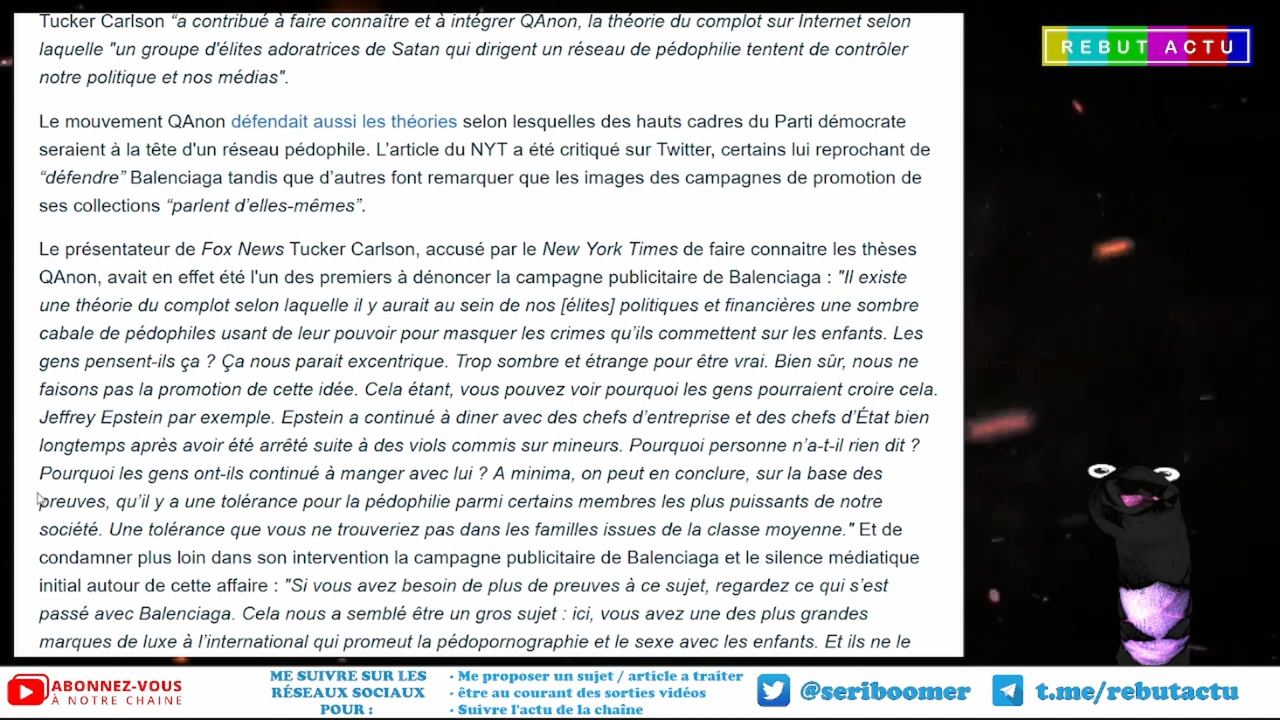 Tucker Carlson “a contribué à faire connaître et à intégrer QAnon, la théorie du complot sur Internet selon
laquelle "un groupe d'élites adoratrices de Satan qui dirigent un réseau de pédophilie tentent de contrôler
notre politique et nos médias".
Le mouvement QAnon défendait aussi les théories selon lesquelles des hauts cadres du Parti démocrate
seraient à la tête d'un réseau pédophile. L’article du NYT a été critiqué sur Twitter, certains lui reprochant de
“défendre” Balenciaga tandis que d’autres font remarquer que les images des campagnes de promotion de
ses collections “parlent d’elles-mêmes”.
Le présentateur de Fox News Tucker Carlson, accusé par le New York Times de faire connaitre les thèses
QAnon, avait en effet été l'un des premiers à dénoncer la campagne publicitaire de Balenciaga : "Il existe
une théorie du complot selon laquelle il y aurait au sein de nos [élites] politiques et financières une sombre
cabale de pédophiles usant de leur pouvoir pour masquer les crimes qu’ils commettent sur les enfants. Les
gens pensent-ils ça ? Ça nous parait excentrique. Trop sombre et étrange pour être vrai. Bien sûr, nous ne
faisons pas la promotion de cette idée. Cela étant, vous pouvez voir pourquoi les gens pourraient croire cela.
Jeffrey Epstein par exemple. Epstein a continué à diner avec des chefs d’entreprise et des chefs d’État bien
longtemps après avoir été arrêté suite à des viols commis sur mineurs. Pourquoi personne n’a-t-il rien dit ?
Pourquoi les gens ont-ils continué à manger avec lui ? A minima, on peut en conclure, sur la base des
preuves, qu’il y a une tolérance pour la pédophilie parmi certains membres les plus puissants de notre
société. Une tolérance que vous ne trouveriez pas dans les familles issues de la classe moyenne." Et de
condamner plus loin dans son intervention la campagne publicitaire de Balenciaga et le silence médiatique
initial autour de cette affaire : "Si vous avez besoin de plus de preuves à ce sujet, regardez ce qui s’est
passé avec Balenciaga. Cela nous a semblé être un gros sujet : ici, vous avez une des plus grandes
marques de luxe à l’international qui promeut la pédopornographie et le sexe avec les enfants. Et ils ne le
REBUT ACTU
ABONNEZ-VOUS
À NOTRE CHAINE
ME SUIVRE SUR LES
RÉSEAUX SOCIAUX
POUR :
- Me proposer un sujet / article a traiter
- être au courant des sorties vidéos
- Suivre l'actu de la chaîne
@seriboomer
t.me/rebutactu